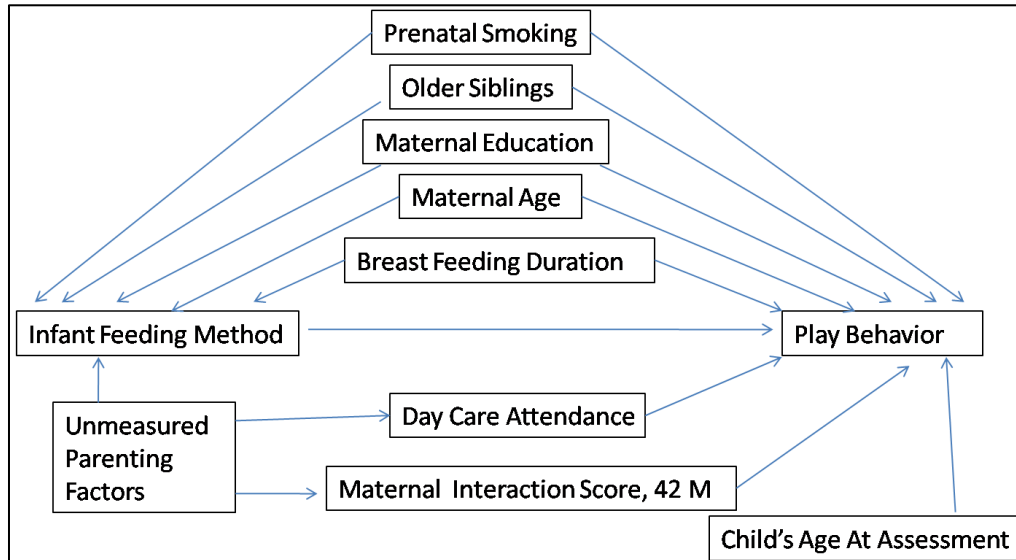 Prenatal Smoking
Older Siblings
Maternal Education
Maternal Age
Breast Feeding Duration
Infant Feeding Method
Play Behavior
Unmeasured
Parenting
Factors
Day Care Attendance
Maternal Interaction Score, 42 M
Child's Age At Assessment